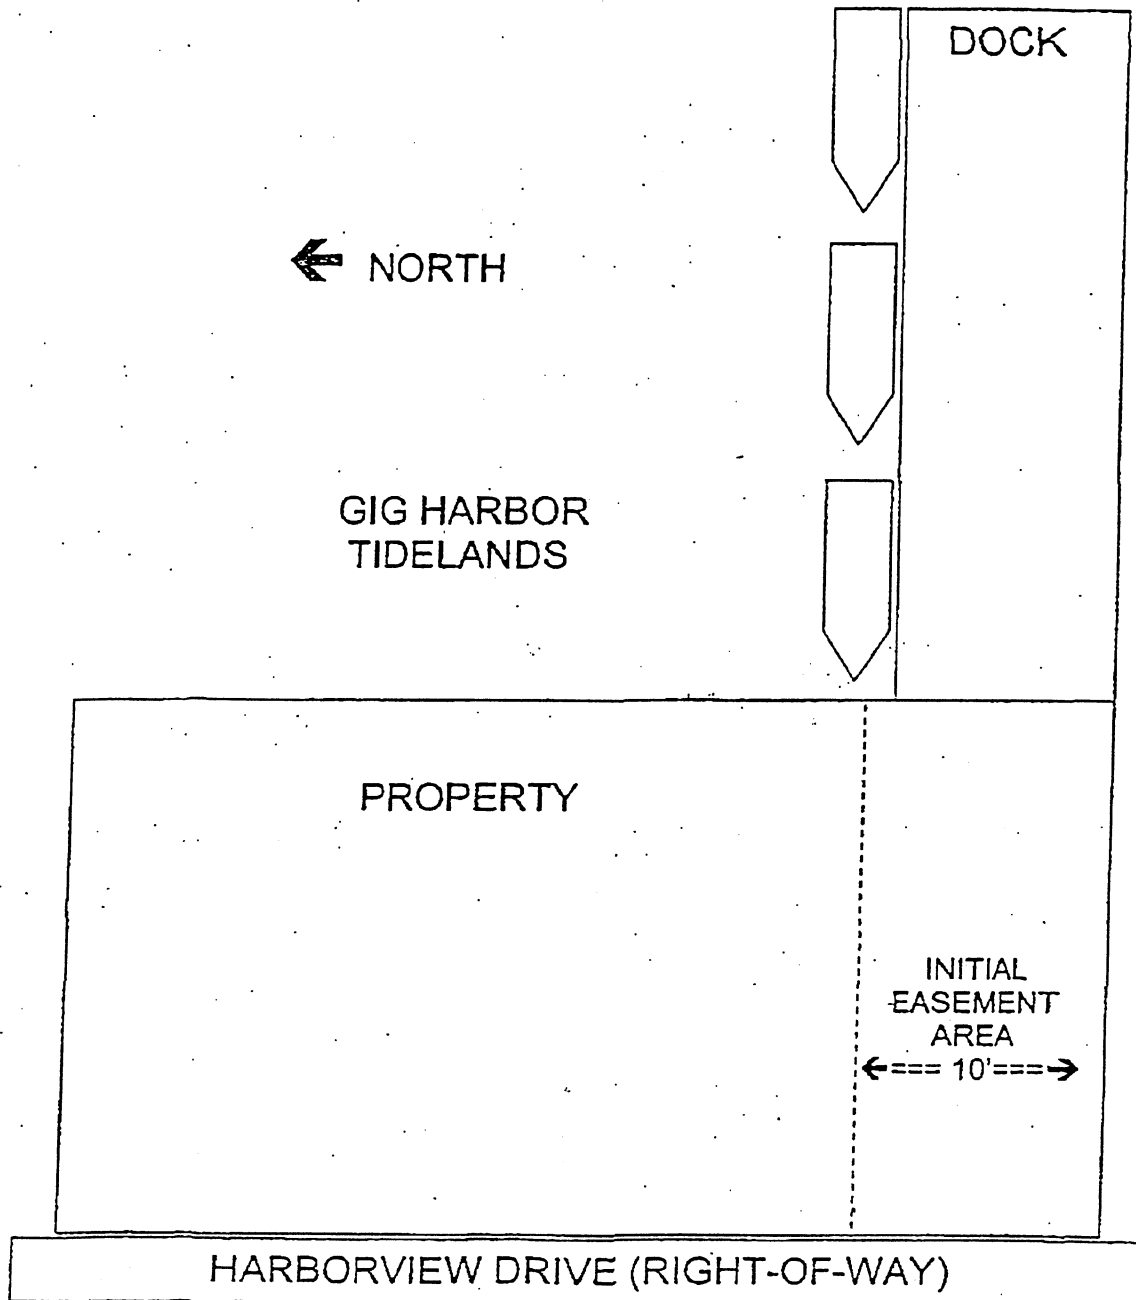 DOCK
← NORTH
GIG HARBOR
TIDELANDS
PROPERTY
INITIAL
EASEMENT
AREA
←=== 10'===→
HARBORVIEW DRIVE (RIGHT-OF-WAY)